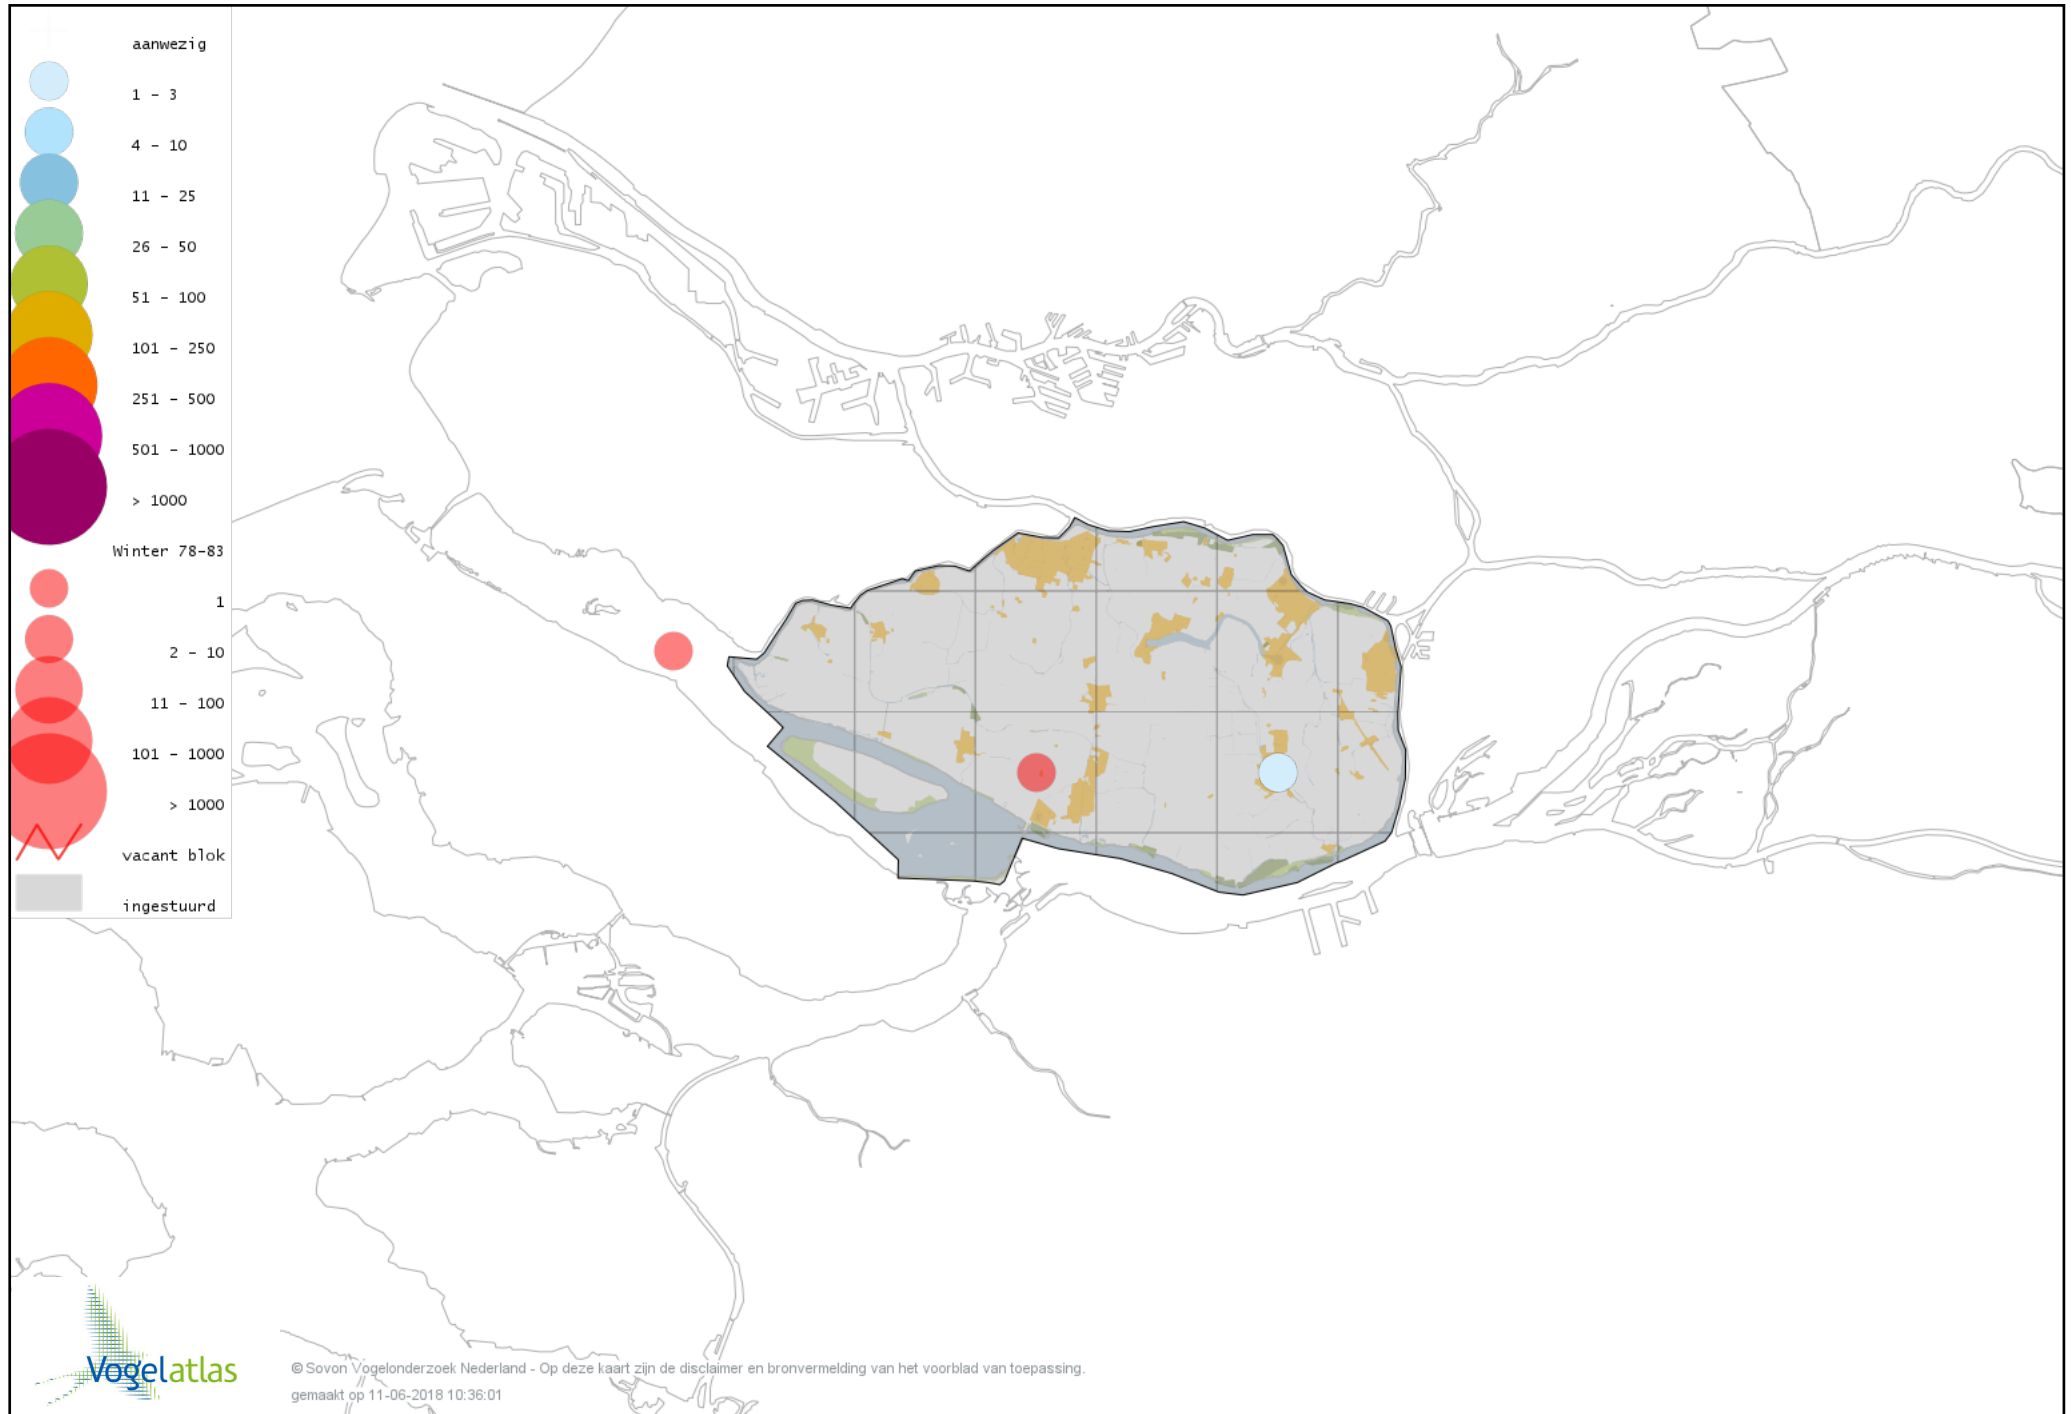 aanwezig
1 - 3
4 - 10
11 - 25
26 - 50
51 - 100
101 - 250
251 - 500
501 - 1000
> 1000
Winter 78-83
1
2 - 10
11 - 100
101 - 1000
> 1000
vacant blok
ingestuurd
Vogelatlas
© Sovon Vogelonderzoek Nederland - Op deze kaart zijn de disclaimer en bronvermelding van het voorblad van toepassing.
gemaakt op 11-06-2018 10:36:01